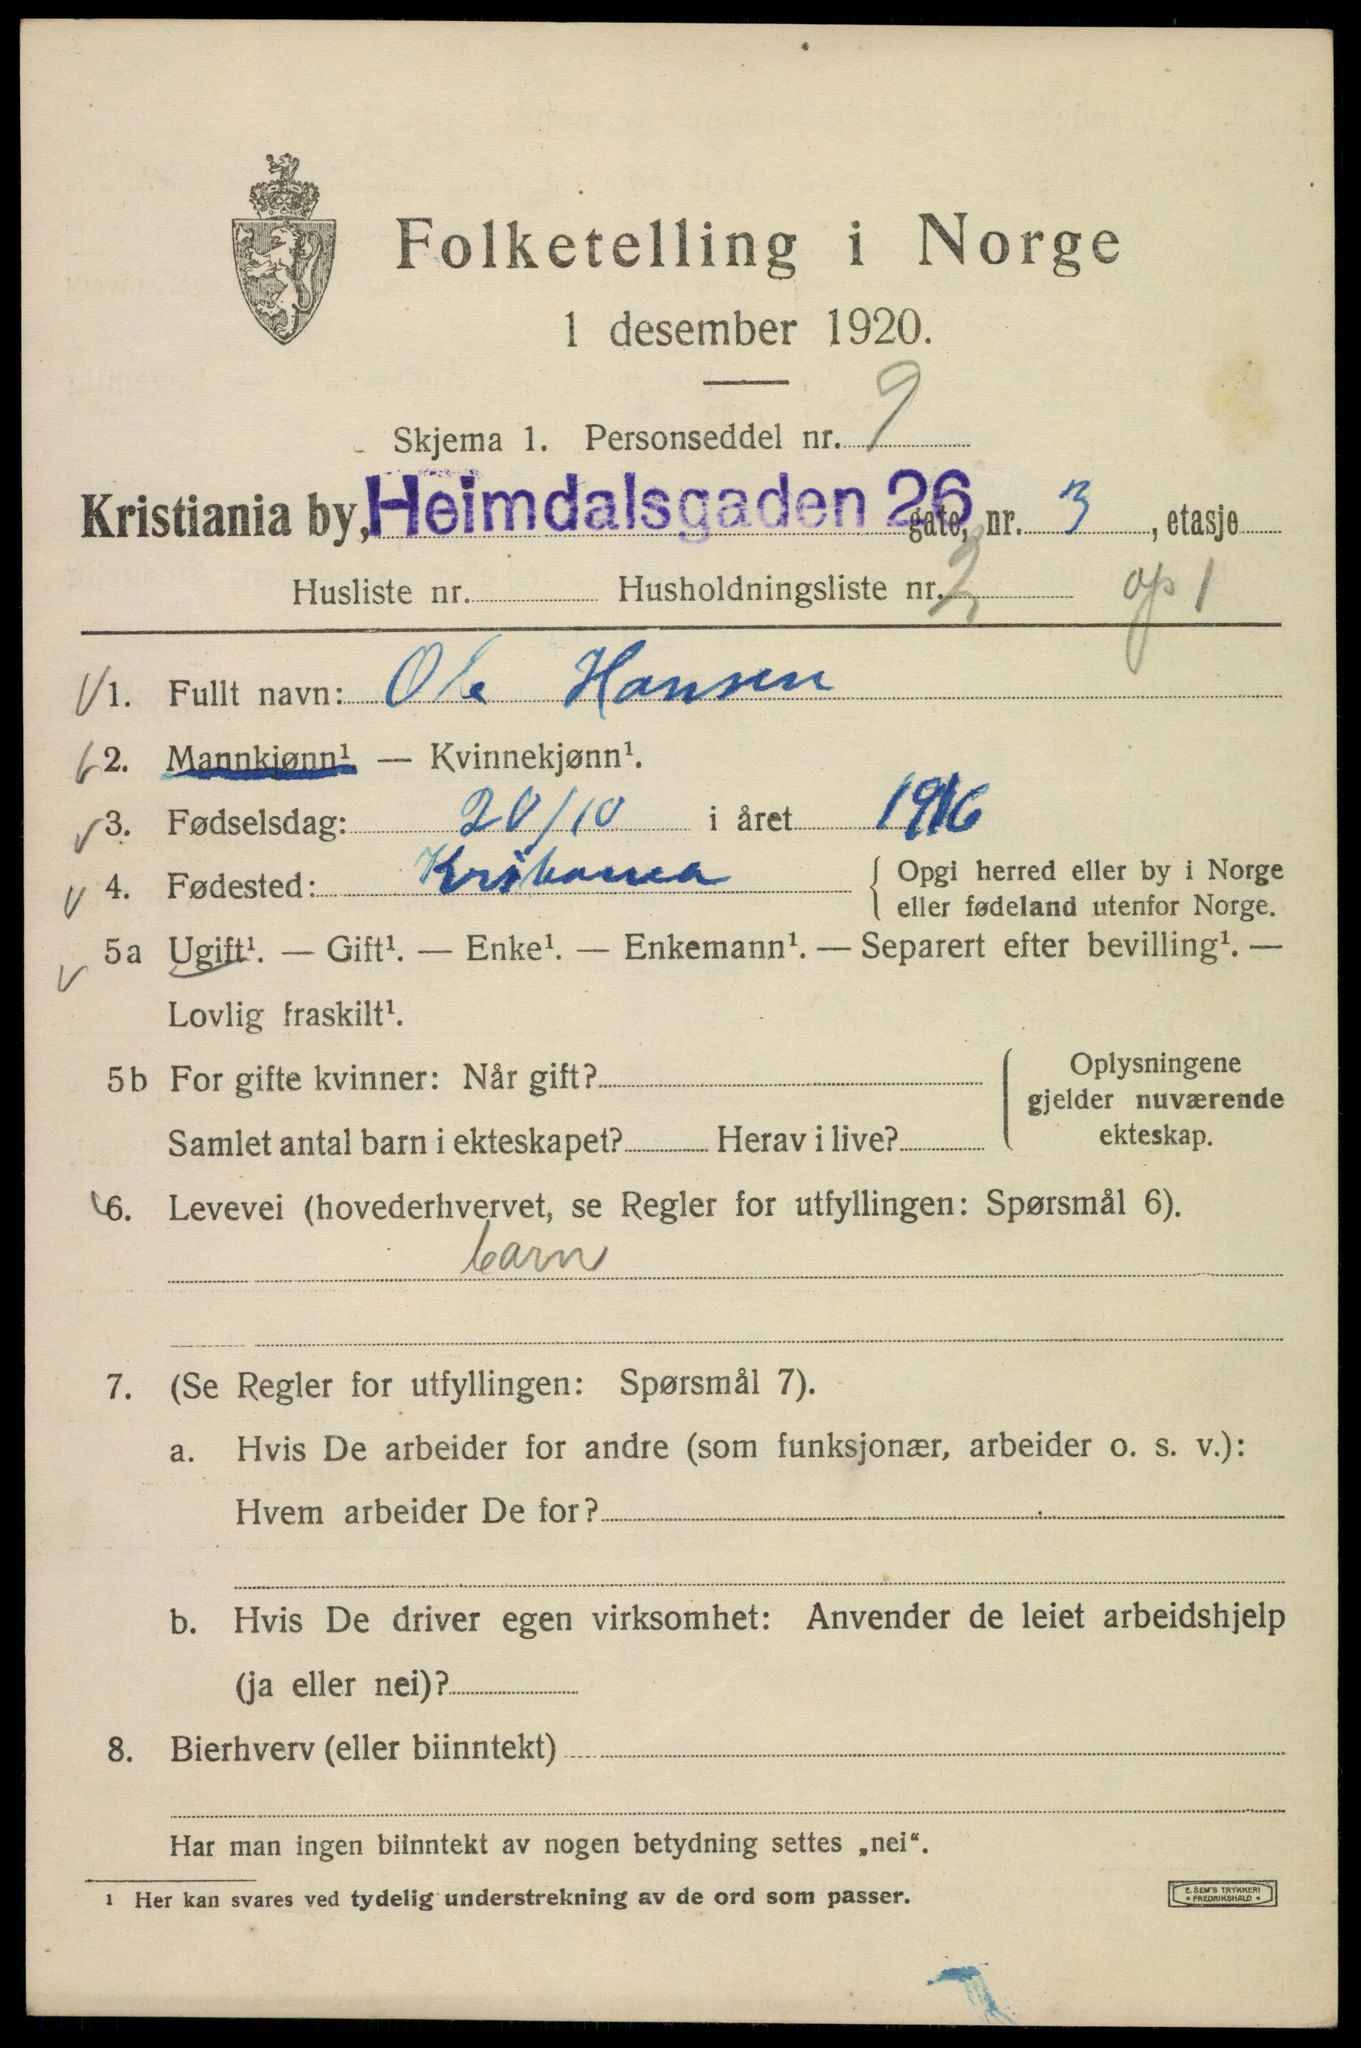 Folketelling i Norge
1 desember 1920.
Skjema 1. Personseddel nr. 9
Kristiania by, Heimdalsgaden 26 gate, nr. 3, etasje
Husliste nr. Husholdningsliste nr. 2 op 1
1. Fullt navn: Ole Hansen
2. Mannkjønn¹ — Kvinnekjønn¹.
3. Fødselsdag: 20/10 i året 1916
4. Fødested: Kristiania { Opgi herred eller by i Norge
eller fødeland utenfor Norge.
5a Ugift¹. — Gift¹. — Enke¹. — Enkemann¹. — Separert efter bevilling¹. —
Lovlig fraskilt¹.
5b For gifte kvinner: Når gift?
Samlet antal barn i ekteskapet? Herav i live?
Oplysningene
gjelder nuværende
ekteskap.
6. Levevei (hovederhvervet, se Regler for utfyllingen: Spørsmål 6).
barn
7. (Se Regler for utfyllingen: Spørsmål 7).
a. Hvis De arbeider for andre (som funksjonær, arbeider o. s. v.):
Hvem arbeider De for?
b. Hvis De driver egen virksomhet: Anvender de leiet arbeidshjelp
(ja eller nei)?
8. Bierhverv (eller biinntekt)
Har man ingen biinntekt av nogen betydning settes „nei“.
¹ Her kan svares ved tydelig understrekning av de ord som passer.
E. SEM'S TRYKKERI
FREDRIKSHALD